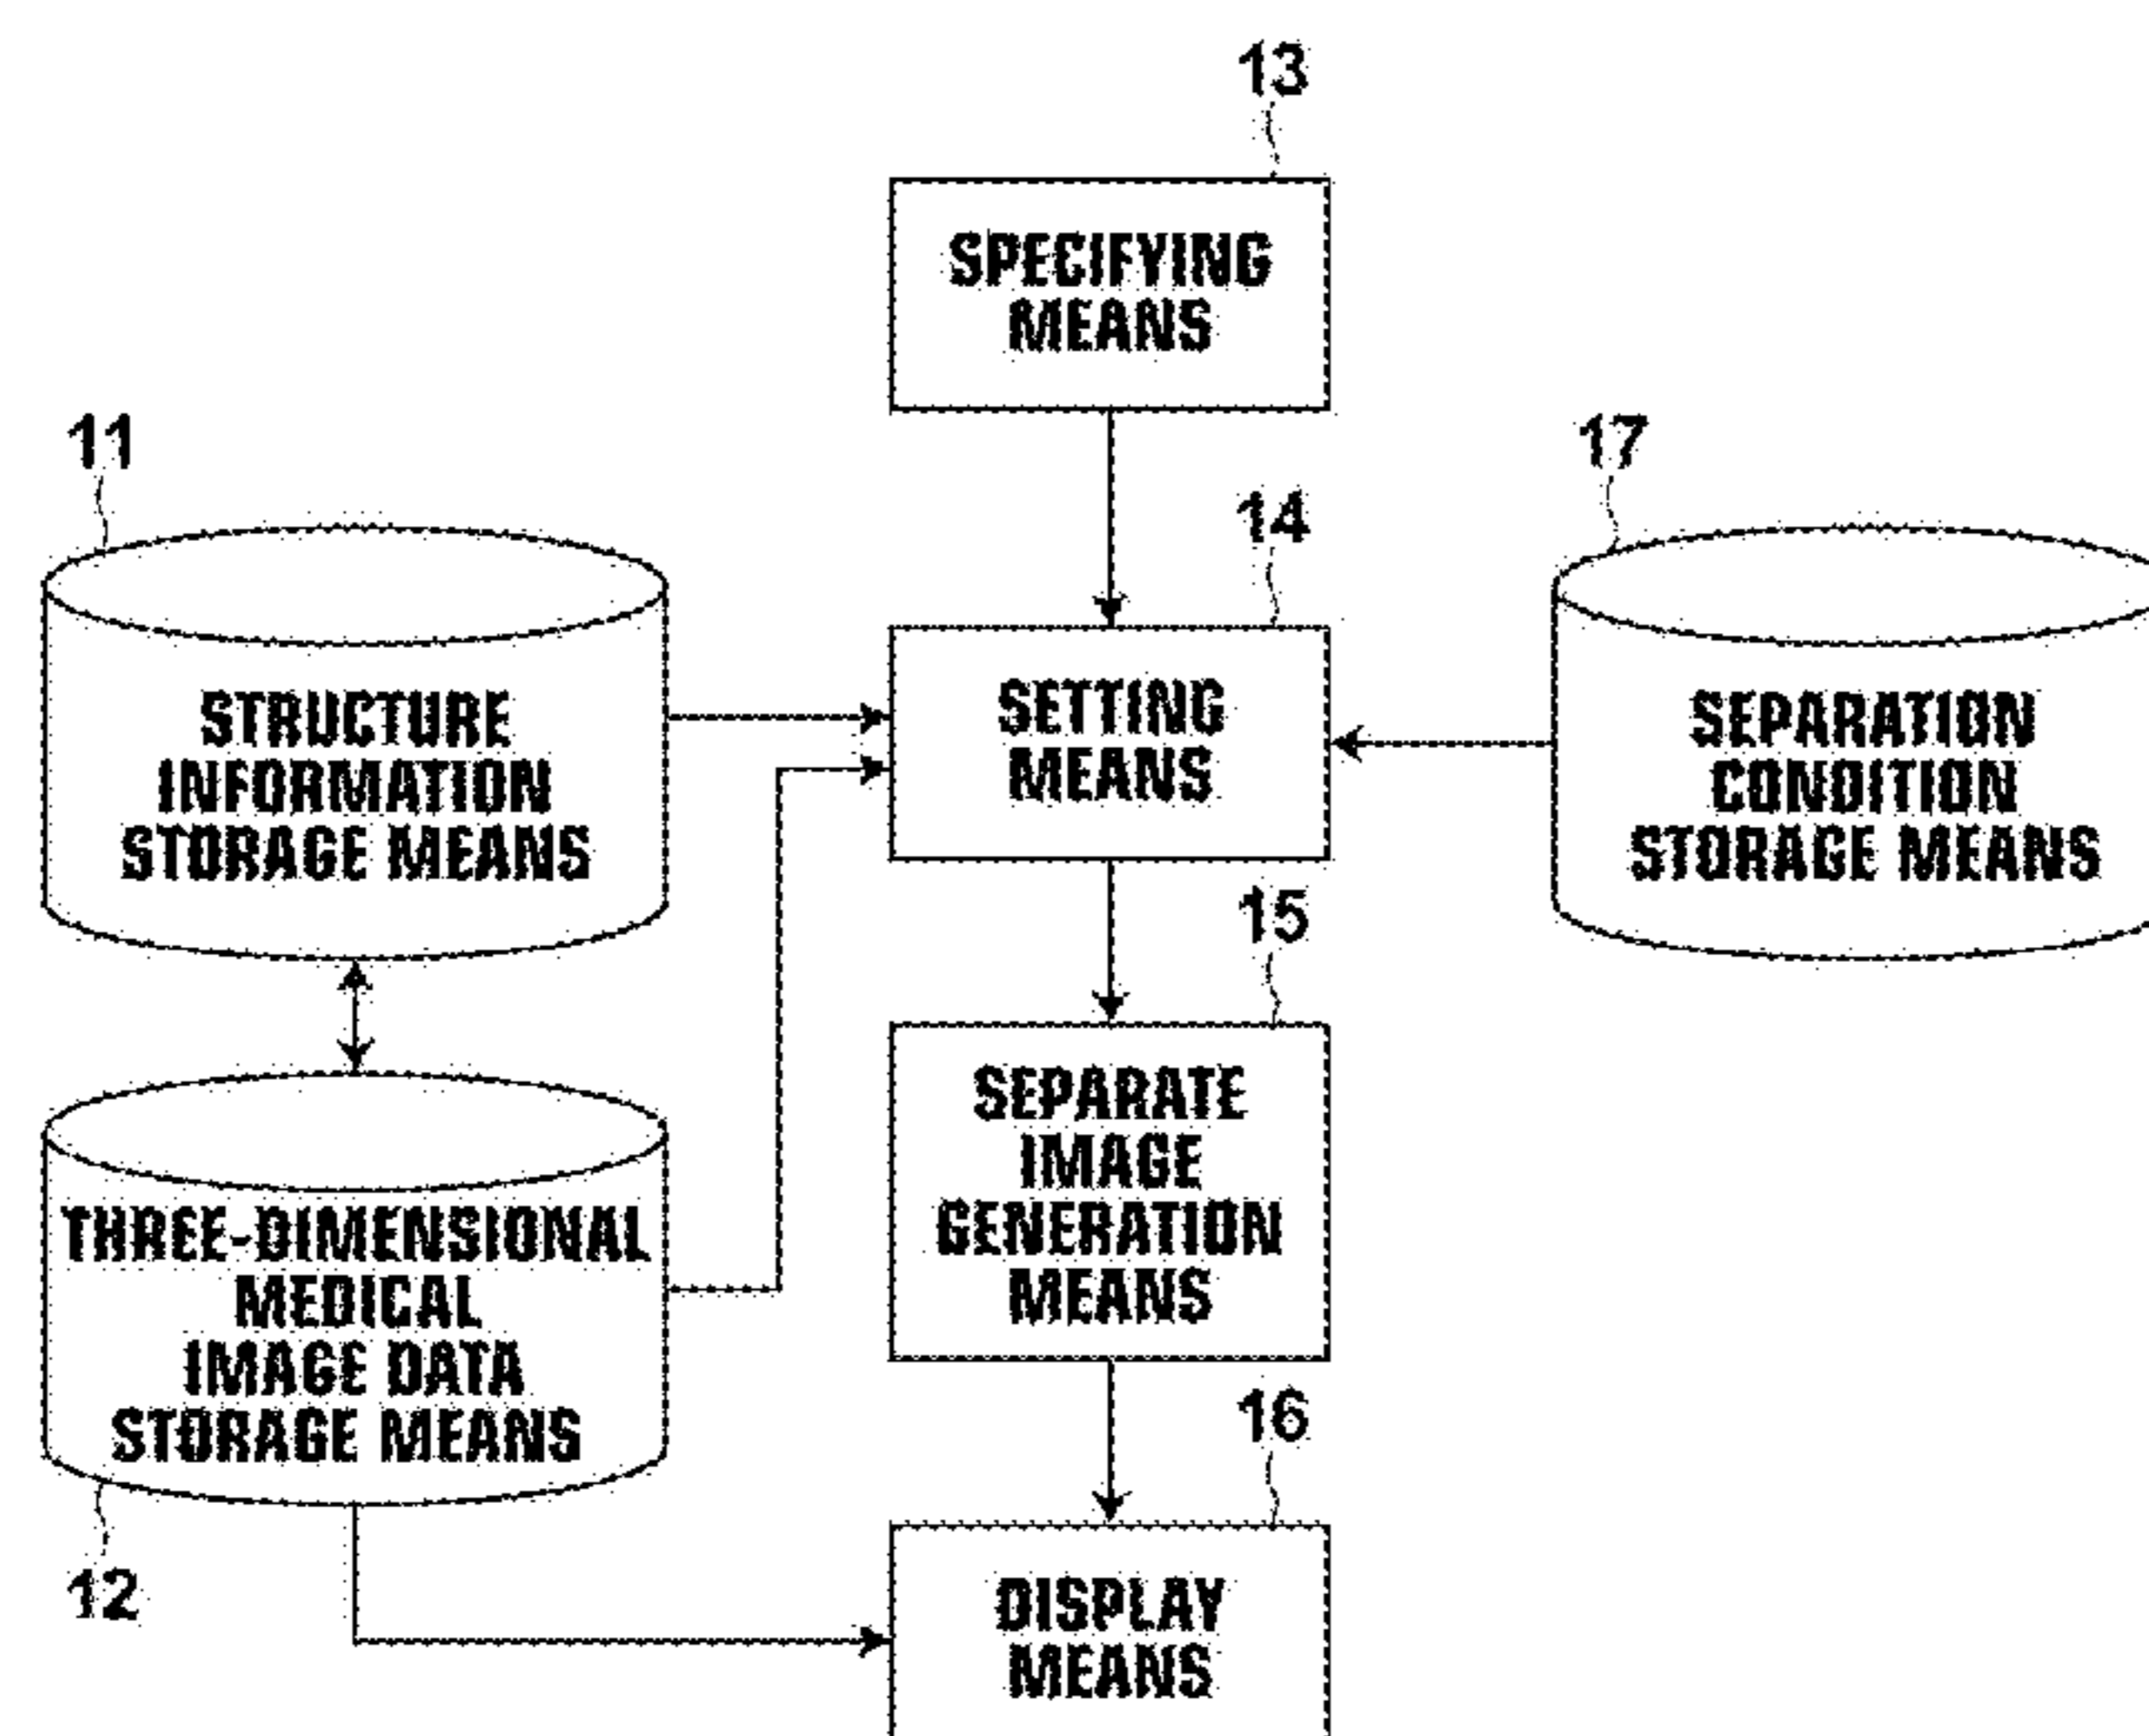 13
SPECIFYING
MEANS
11
17
14
STRUCTURE
INFORMATION
STORAGE MEANS
SETTING
MEANS
SEPARATION
CONDITION
STORAGE MEANS
15
SEPARATE
IMAGE
GENERATION
MEANS
THREE-DIMENSIONAL
MEDICAL
IMAGE DATA
STORAGE MEANS
16
12
DISPLAY
MEANS